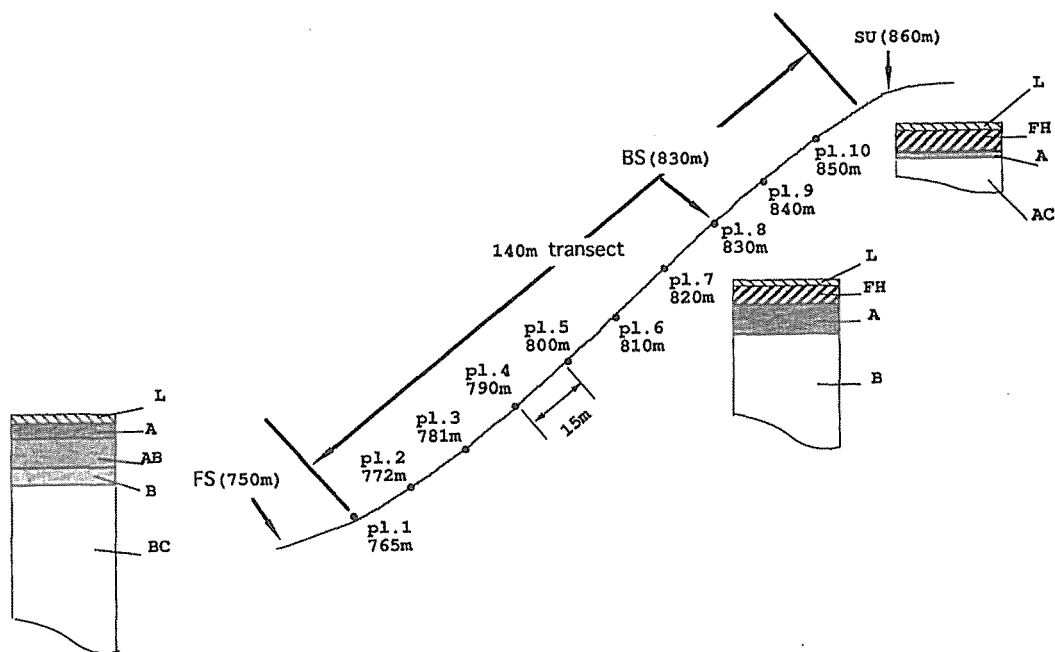 SU(860m)
L
FH
A
AC
pl.10
850m
BS(830m)
pl.9
840m
pl.8
830m
140m transect
pl.7
820m
L
FH
A
B
pl.6
810m
pl.5
800m
pl.4
790m
15m
pl.3
781m
pl.2
772m
FS(750m)
pl.1
765m
L
A
AB
B
BC